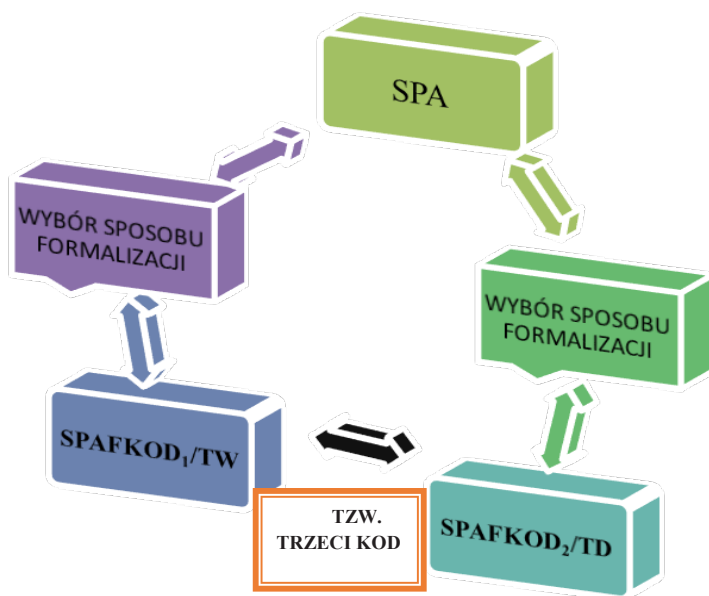 SPA
WYBÓR SPOSOBU
FORMALIZACJI
WYBÓR SPOSOBU
FORMALIZACJI
SPAFKOD₁/TW
TZW.
TRZECI KOD
SPAFKOD₂/TD